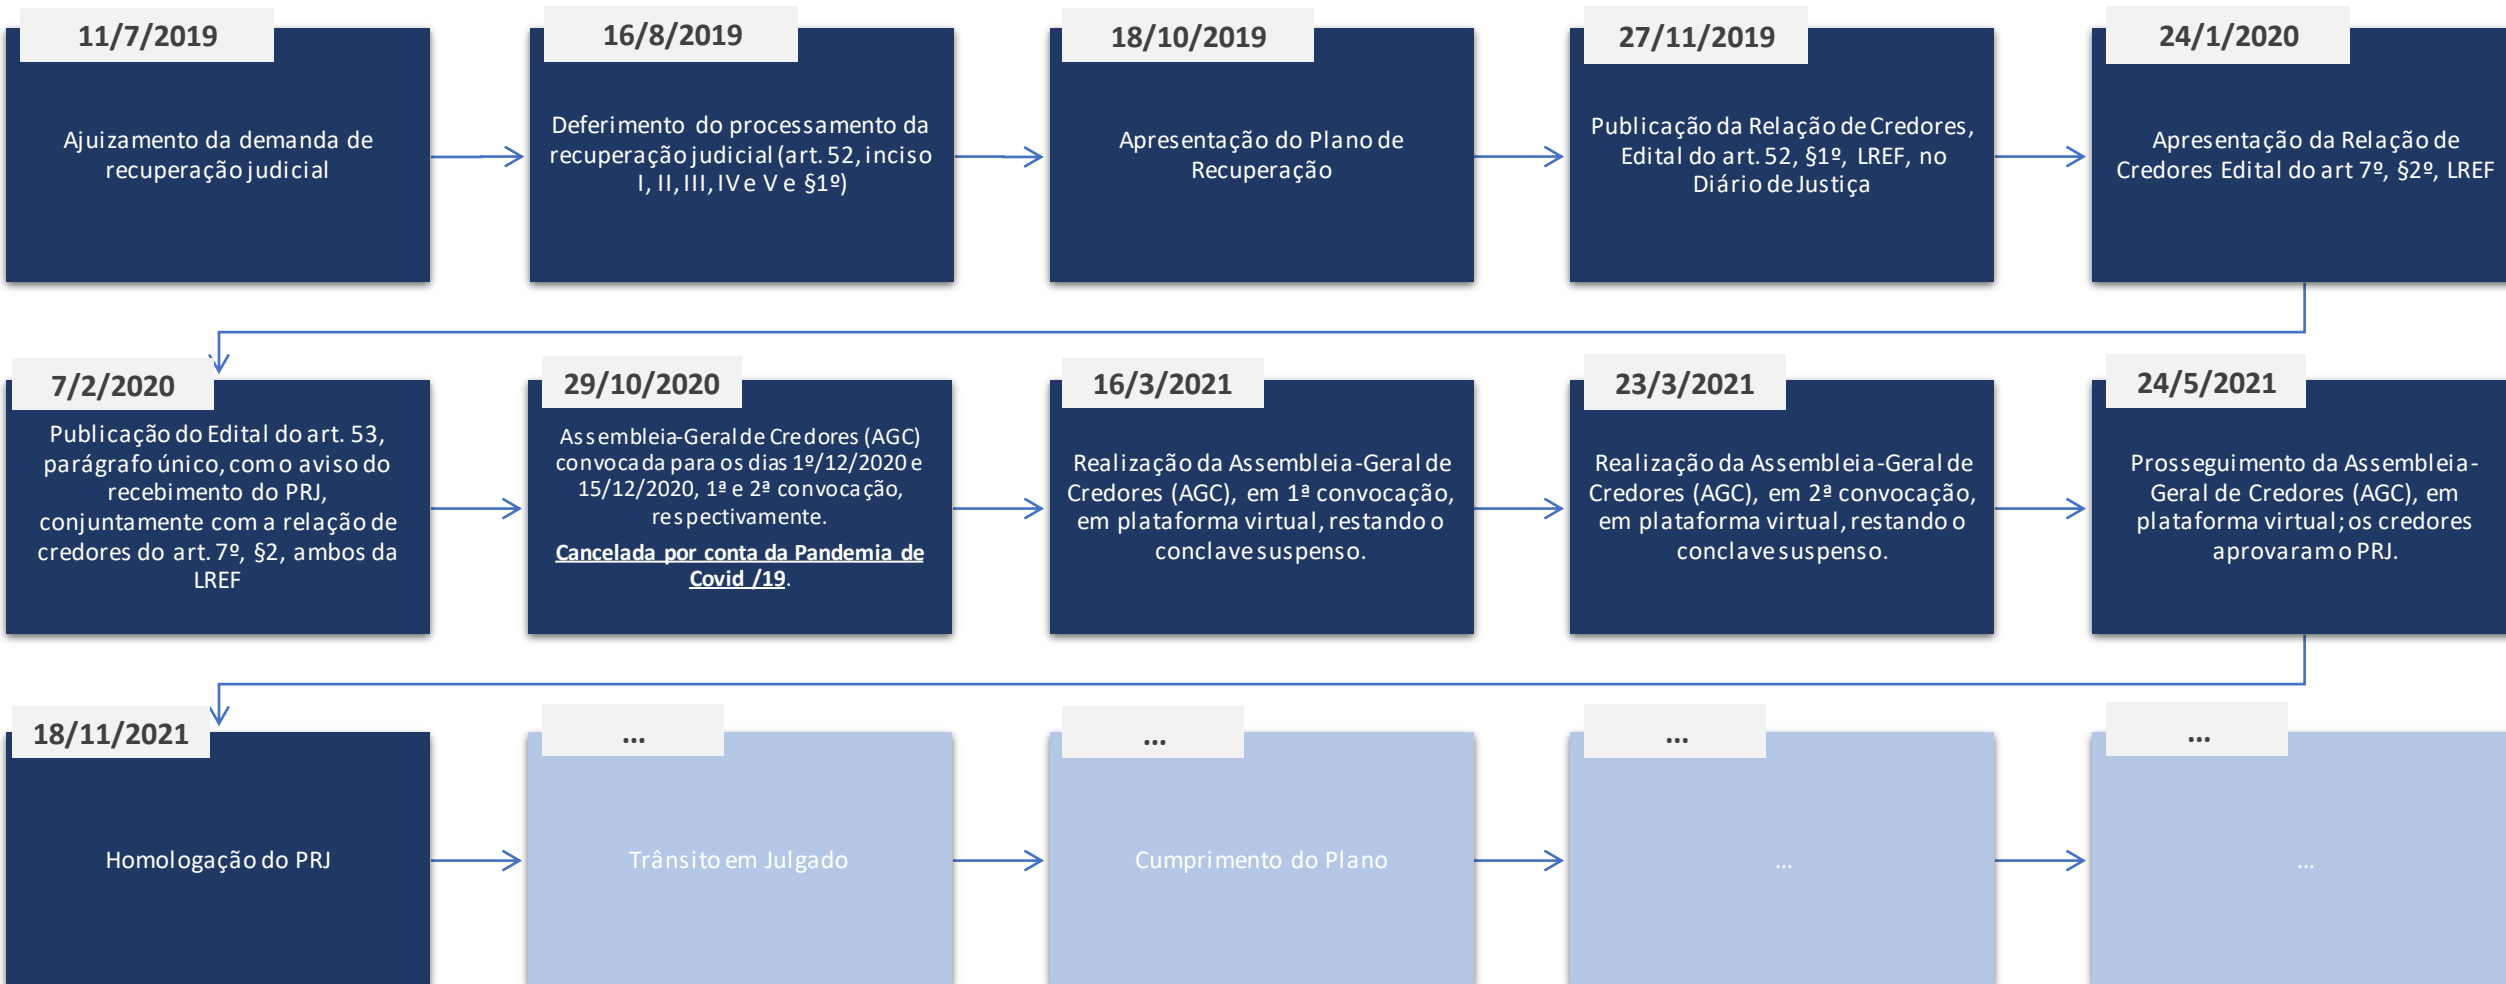 11/7/2019
Ajuizamento da demanda de
recuperação judicial
16/8/2019
Deferimento do processamento da
recuperação judicial (art. 52, inciso
I, II, III, IV e V e §1º)
18/10/2019
Apresentação do Plano de
Recuperação
27/11/2019
Publicação da Relação de Credores,
Edital do art. 52, §1º, LREF, no
Diário de Justiça
24/1/2020
Apresentação da Relação de
Credores Edital do art 7º, §2º, LREF
7/2/2020
Publicação do Edital do art. 53,
parágrafo único, com o aviso do
recebimento do PRJ,
conjuntamente com a relação de
credores do art. 7º, §2, ambos da
LREF
29/10/2020
Assembleia-Geral de Credores (AGC)
convocada para os dias 1º/12/2020 e
15/12/2020, 1ª e 2ª convocação,
respectivamente.
Cancelada por conta da Pandemia de
Covid /19.
16/3/2021
Realização da Assembleia-Geral de
Credores (AGC), em 1ª convocação,
em plataforma virtual, restando o
conclave suspenso.
23/3/2021
Realização da Assembleia-Geral de
Credores (AGC), em 2ª convocação,
em plataforma virtual, restando o
conclave suspenso.
24/5/2021
Prosseguimento da Assembleia-
Geral de Credores (AGC), em
plataforma virtual; os credores
aprovaram o PRJ.
18/11/2021
Homologação do PRJ
...
Trânsito em Julgado
...
Cumprimento do Plano
...
...
...
...